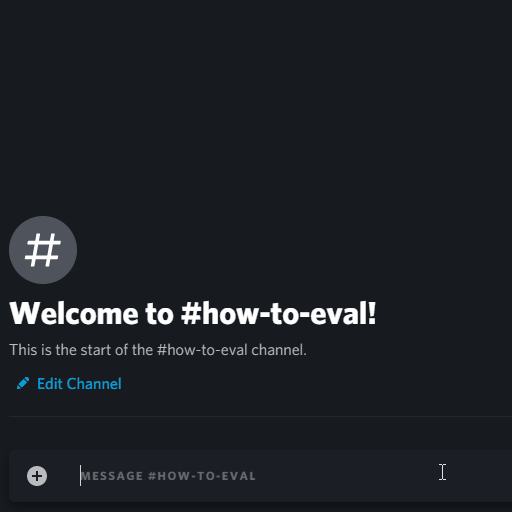 #
Welcome to #how-to-eval!
This is the start of the #how-to-eval channel.
Edit Channel
MESSAGE #HOW-TO-EVAL